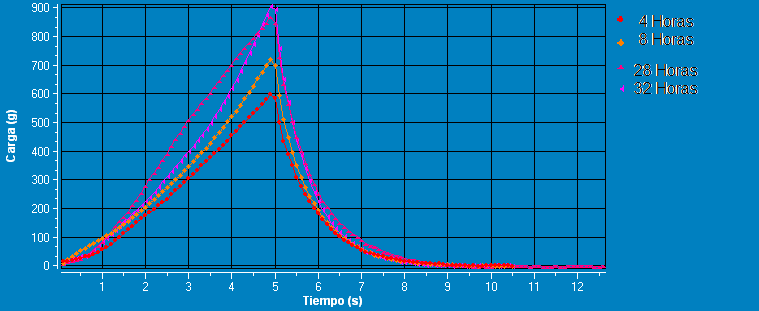 900
800
700
600
500
400
300
200
100
0
Carga (g)
1 2 3 4 5 6 7 8 9 10 11 12
Tiempo (s)
4 Horas
8 Horas
28 Horas
32 Horas